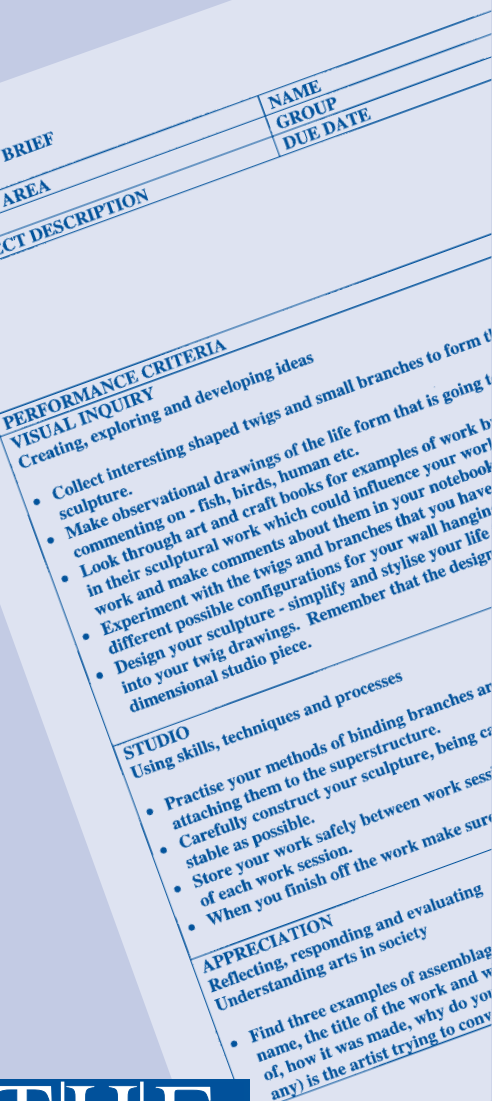 BRIEF
NAME
GROUP
DUE DATE
AREA
ECT DESCRIPTION
PERFORMANCE CRITERIA
VISUAL INQUIRY
Creating, exploring and developing ideas
• Collect interesting shaped twigs and small branches to form th
sculpture.
• Make observational drawings of the life form that is going t
commenting on - fish, birds, human etc.
• Look through art and craft books for examples of work b
in their sculptural work which could influence your work
work and make comments about them in your notebook
• Experiment with the twigs and branches that you have
different possible configurations for your wall hangin
• Design your sculpture - simplify and stylise your life
into your twig drawings. Remember that the design
dimensional studio piece.
STUDIO
Using skills, techniques and processes
• Practise your methods of binding branches a
attaching them to the superstructure.
• Carefully construct your sculpture, being ca
stable as possible.
• Store your work safely between work sessi
of each work session.
• When you finish off the work make sure
APPRECIATION
Reflecting, responding and evaluating
Understanding arts in society
• Find three examples of assemblag
name, the title of the work and w
of, how it was made, why do you
any) is the artist trying to conv
THE